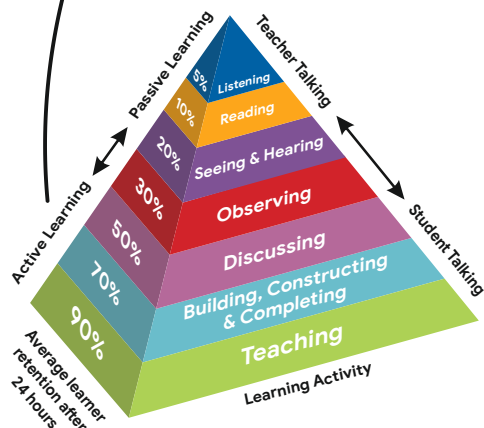 Passive Learning
Teacher Talking
5%
Listening
10%
Reading
20%
Seeing & Hearing
30%
Observing
50%
Discussing
70%
Building, Constructing
& Completing
90%
Teaching
Active Learning
Student Talking
Average learner
retention after
24 hours
Learning Activity